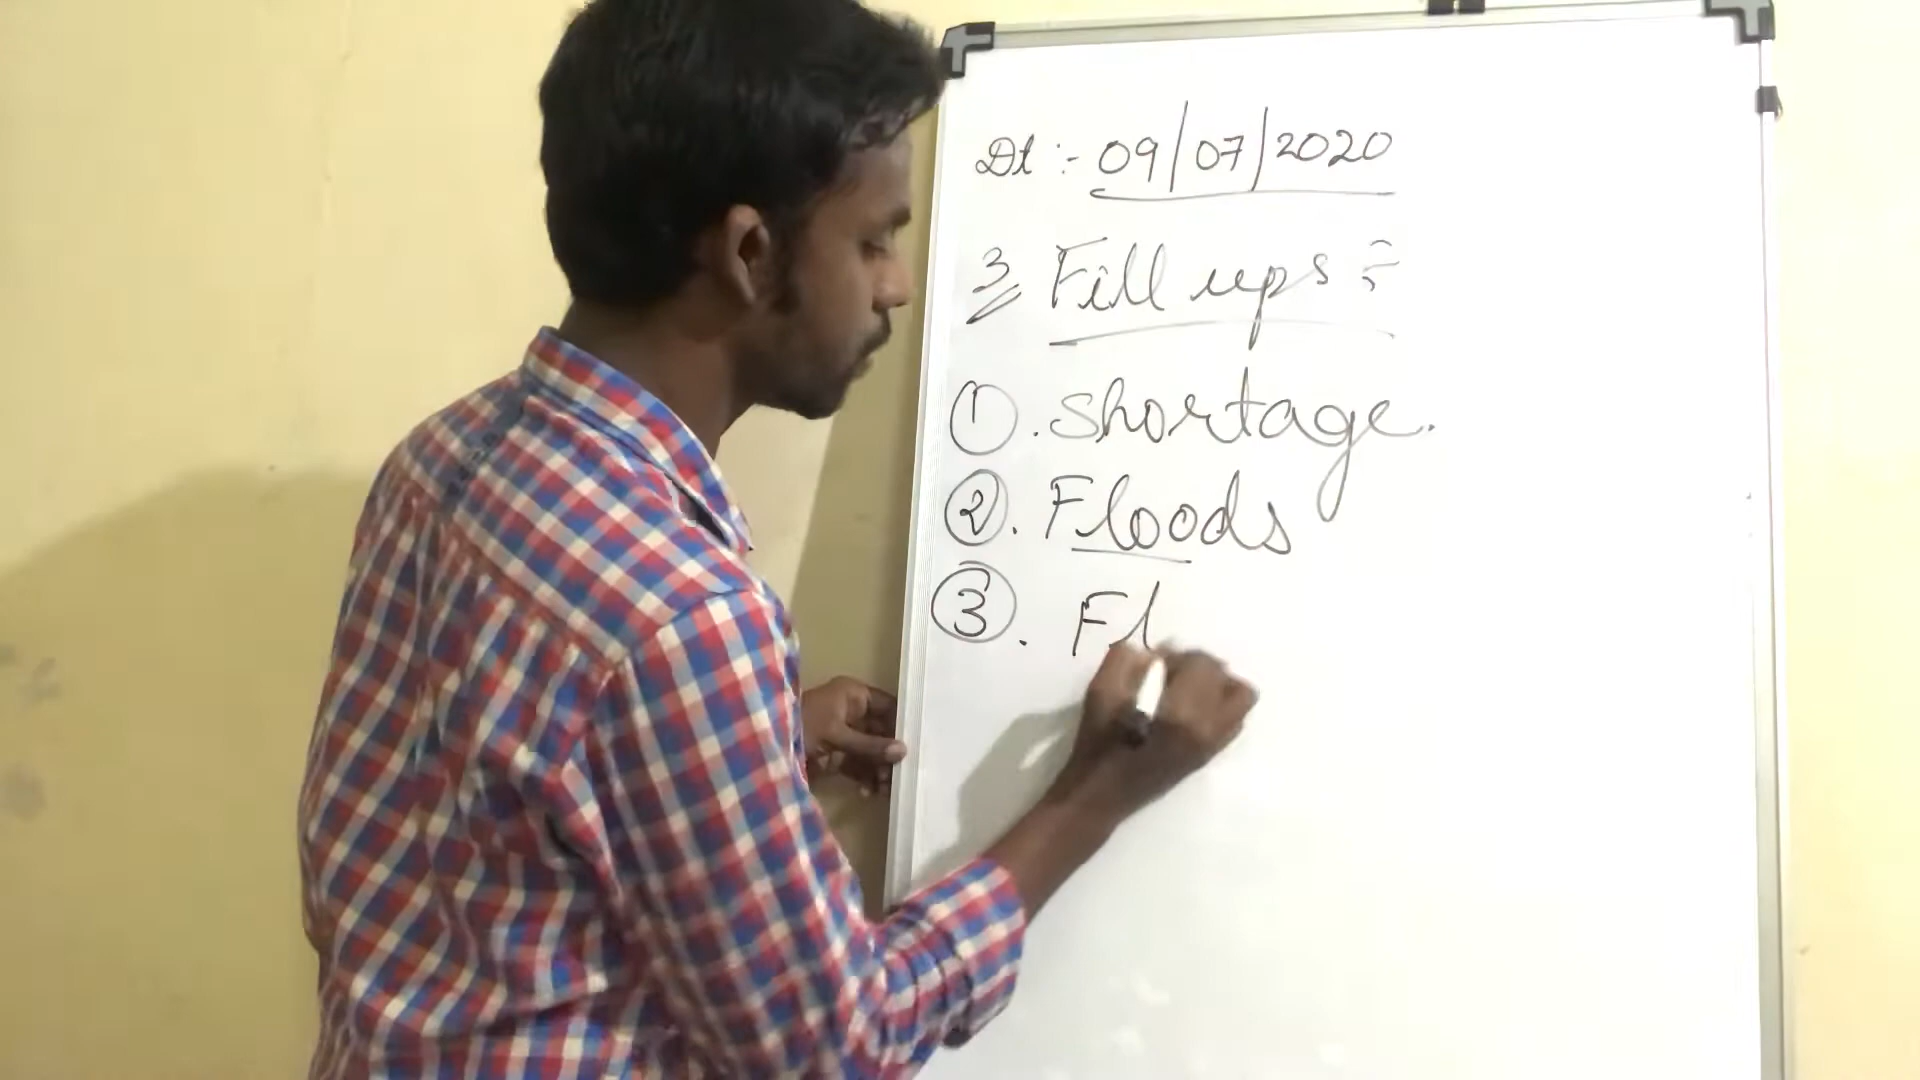 Dt :- 09/07/2020
3 Fill ups :-
① . shortage.
② . Floods
③ . Fl